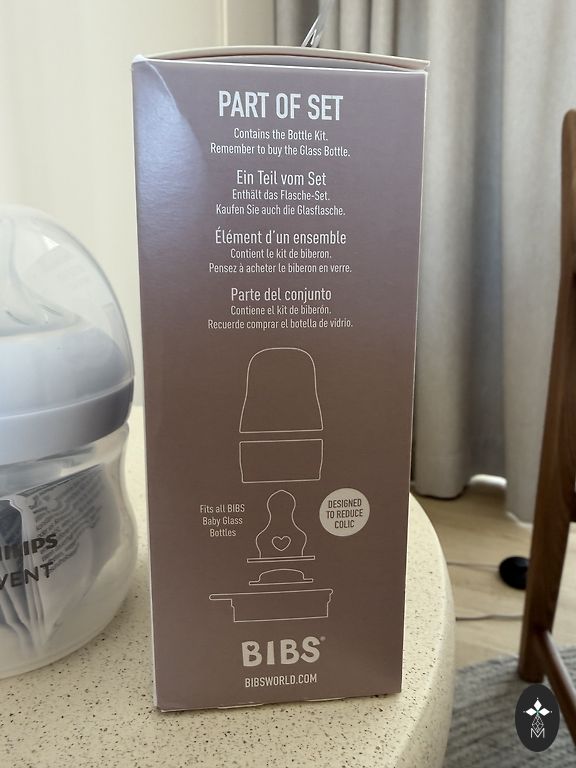 PART OF SET
Contains the Bottle Kit.
Remember to buy the Glass Bottle.
Ein Teil vom Set
Enthält das Flasche-Set.
Kaufen Sie auch die Glasflasche.
Élément d'un ensemble
Contient le kit de biberon.
Pensez à acheter le biberon en verre.
Parte del conjunto
Contiene el kit de biberón.
Recuerde comprar el botella de vidrio.
Fits all BIBS
Baby Glass
Bottles
DESIGNED
TO REDUCE
COLIC
BIBS
BIBSWORLD.COM
M